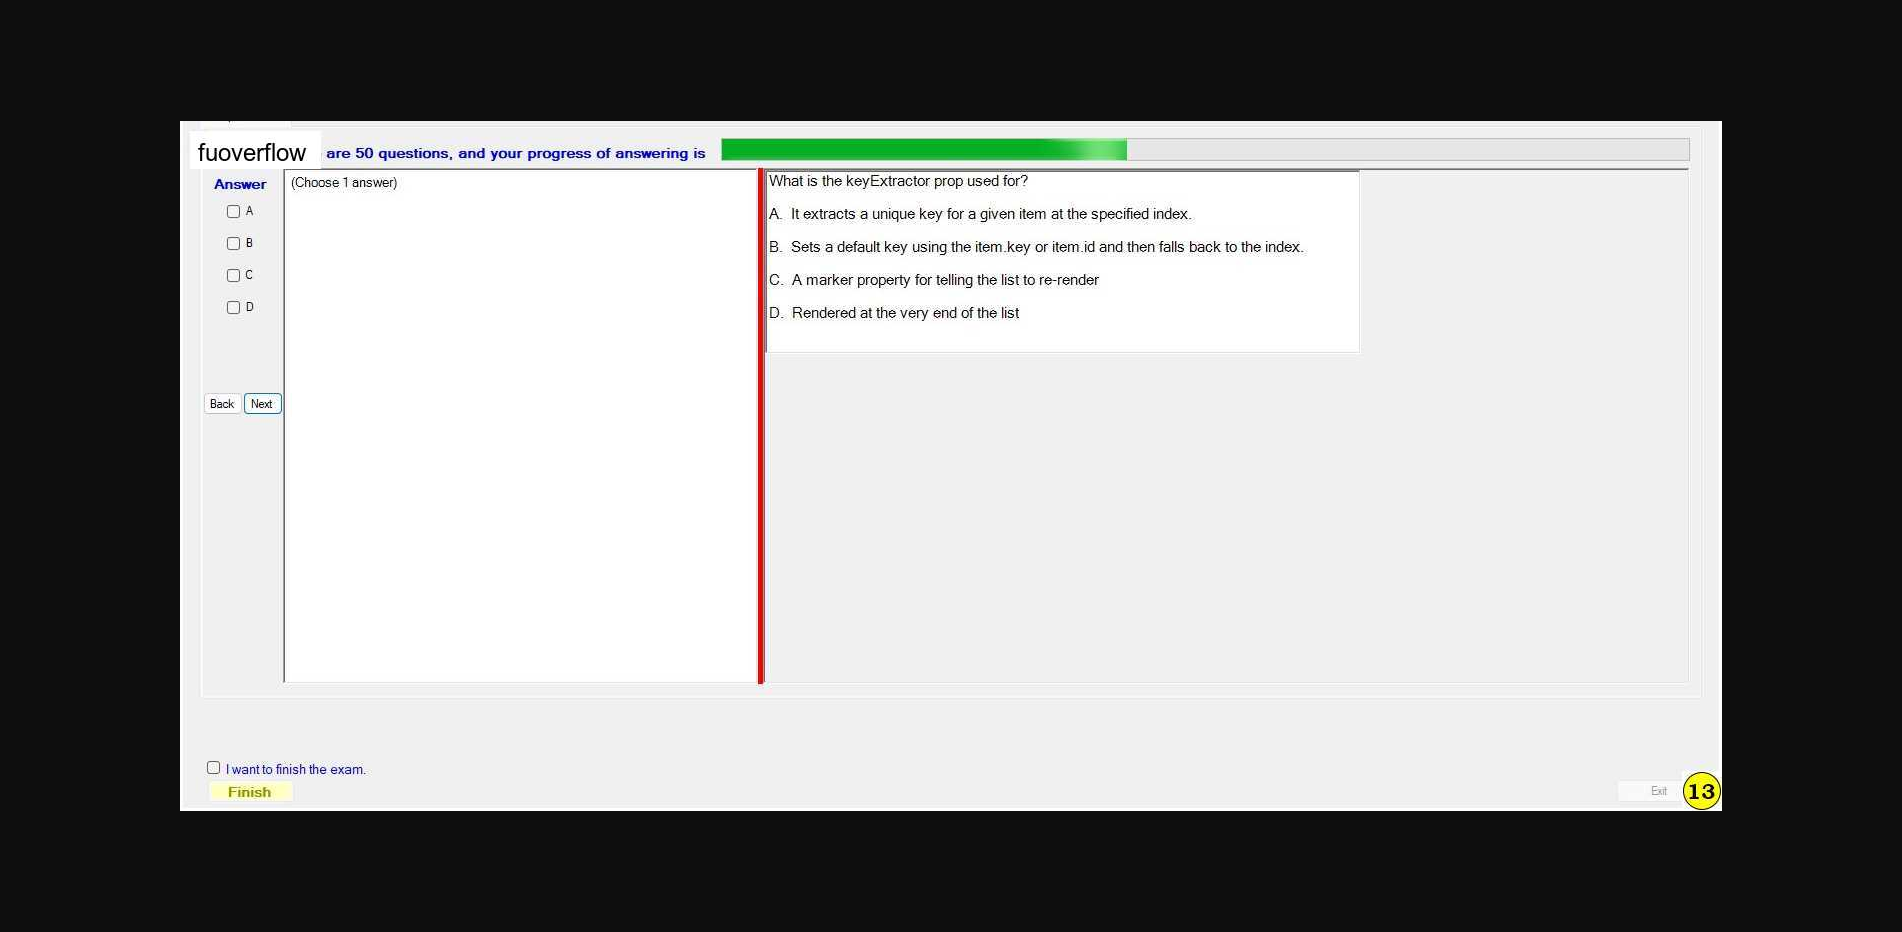 fuoverflow are 50 questions, and your progress of answering is
Answer
(Choose 1 answer)
A
B
C
D
Back Next
What is the keyExtractor prop used for?
A. It extracts a unique key for a given item at the specified index.
B. Sets a default key using the item.key or item.id and then falls back to the index.
C. A marker property for telling the list to re-render
D. Rendered at the very end of the list
I want to finish the exam.
Finish
Exit
13